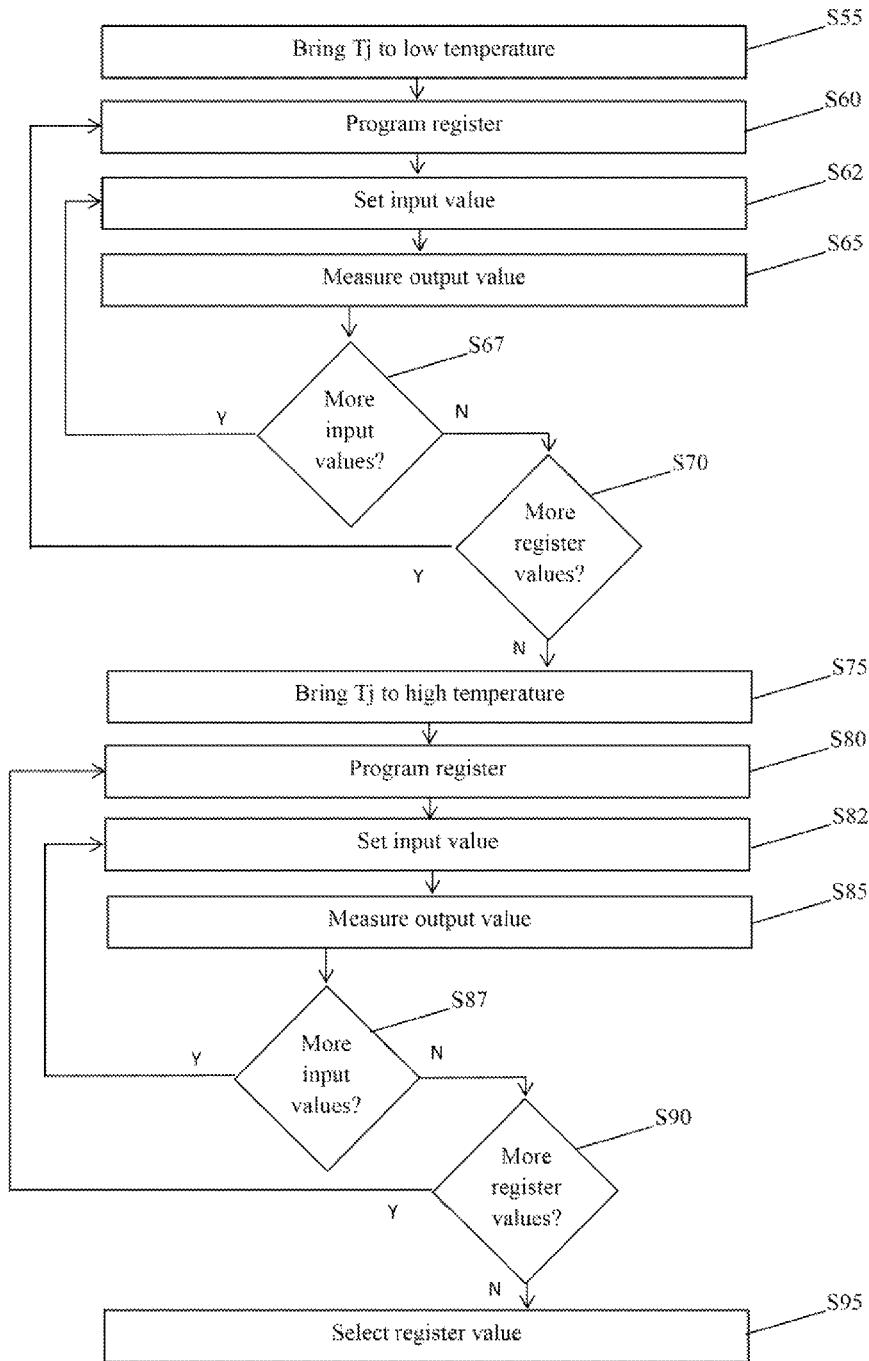 S55
Bring Tj to low temperature
S60
Program register
S62
Set input value
S65
Measure output value
S67
More
input
values?
Y
N
S70
More
register
values?
Y
N
S75
Bring Tj to high temperature
S80
Program register
S82
Set input value
S85
Measure output value
S87
More
input
values?
Y
N
S90
More
register
values?
Y
N
S95
Select register value